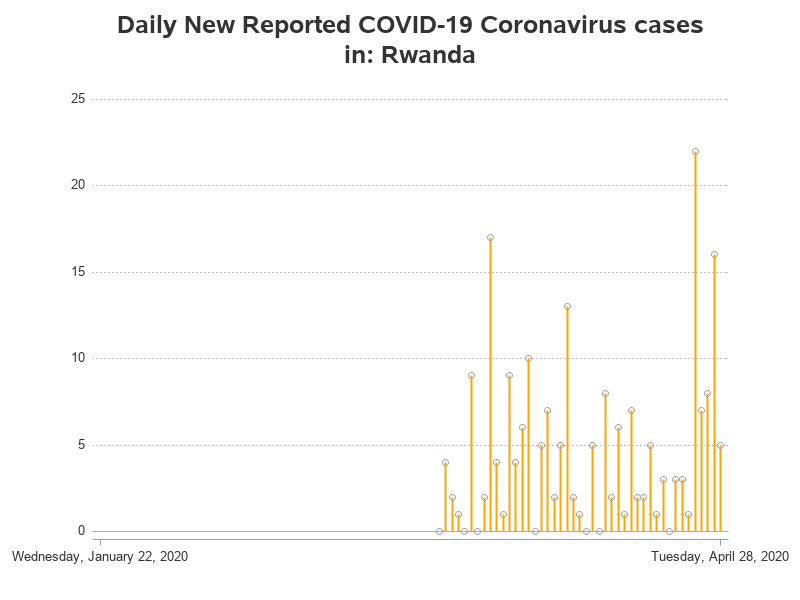 Daily New Reported COVID-19 Coronavirus cases
in: Rwanda
25
20
15
10
5
0
Wednesday, January 22, 2020
Tuesday, April 28, 2020